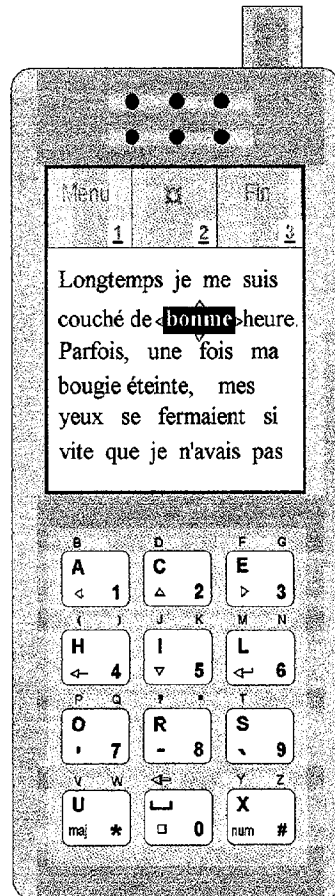 Menu ¤ Fin
1 2 3
Longtemps je me suis
couché de bonme heure.
Parfois, une fois ma
bougie éteinte, mes
yeux se fermaient si
vite que je n'avais pas
B D F G
A C E
1 2 3
( ) J K M N
H I L
4 5 6
P Q T
O R S
' 7 - 8 9
V W Y Z
U X
maj * 0 num #